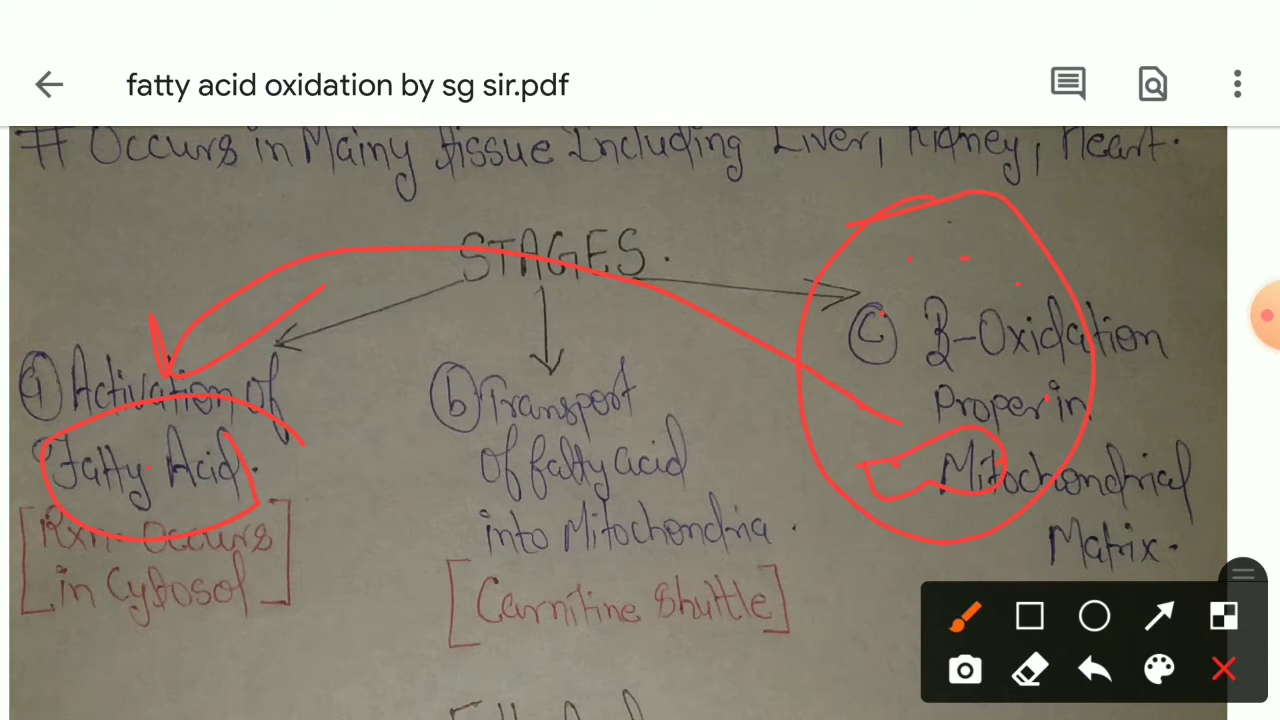 fatty acid oxidation by sg sir.pdf
# Occurs in Mainy tissue Including Liver, Kidney, Heart.
STAGES.
(a) Activation of
Fatty Acid.
[Rxn. Occurs
in Cytosol]
(b) Transport
of fatty acid
into Mitochondria.
[Carnitine Shuttle]
(c) β-Oxidation
Proper in
Mitochondrial
Matrix.